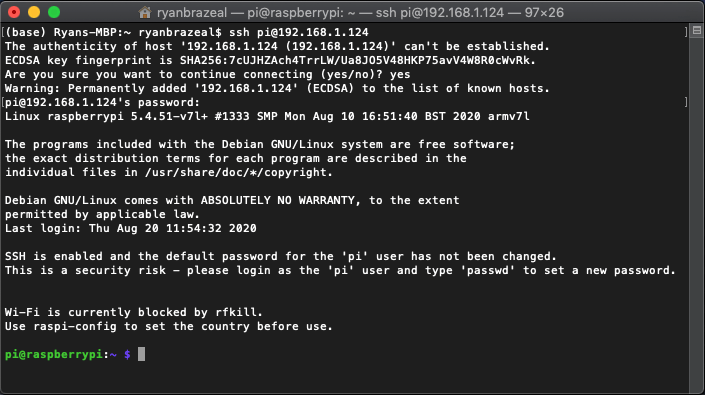 ryanbrazeal — pi@raspberrypi: ~ — ssh pi@192.168.1.124 — 97×26
[(base) Ryans-MBP:~ ryanbrazeal$ ssh pi@192.168.1.124 ]
The authenticity of host '192.168.1.124 (192.168.1.124)' can't be established.
ECDSA key fingerprint is SHA256:7cUJHZAch4TrrLW/Ua8JO5V48HKP75avV4W8R0cWvRk.
Are you sure you want to continue connecting (yes/no)? yes
Warning: Permanently added '192.168.1.124' (ECDSA) to the list of known hosts.
[pi@192.168.1.124's password: ]
Linux raspberrypi 5.4.51-v7l+ #1333 SMP Mon Aug 10 16:51:40 BST 2020 armv7l
The programs included with the Debian GNU/Linux system are free software;
the exact distribution terms for each program are described in the
individual files in /usr/share/doc/*/copyright.
Debian GNU/Linux comes with ABSOLUTELY NO WARRANTY, to the extent
permitted by applicable law.
Last login: Thu Aug 20 11:54:32 2020
SSH is enabled and the default password for the 'pi' user has not been changed.
This is a security risk - please login as the 'pi' user and type 'passwd' to set a new password.
Wi-Fi is currently blocked by rfkill.
Use raspi-config to set the country before use.
pi@raspberrypi:~ $